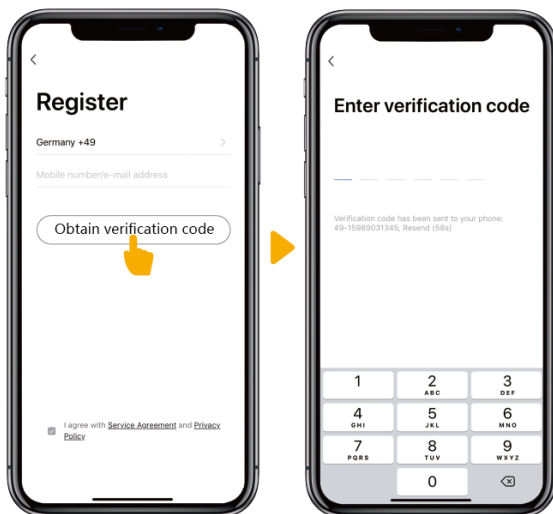 Register
Germany +49
Mobile number/e-mail address
Obtain verification code
I agree with Service Agreement and Privacy
Policy
Enter verification code
Verification code has been sent to your phone:
49-15989031345, Resend (58s)
1
2
ABC
3
DEF
4
GHI
5
JKL
6
MNO
7
PQRS
8
TUV
9
WXYZ
0